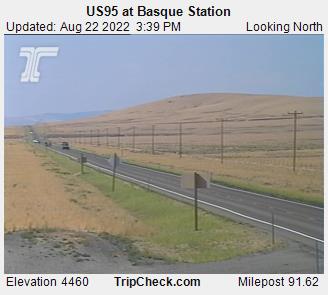 US95 at Basque Station
Updated: Aug 22 2022 3:39 PM Looking North
Elevation 4460 TripCheck.com Milepost 91.62